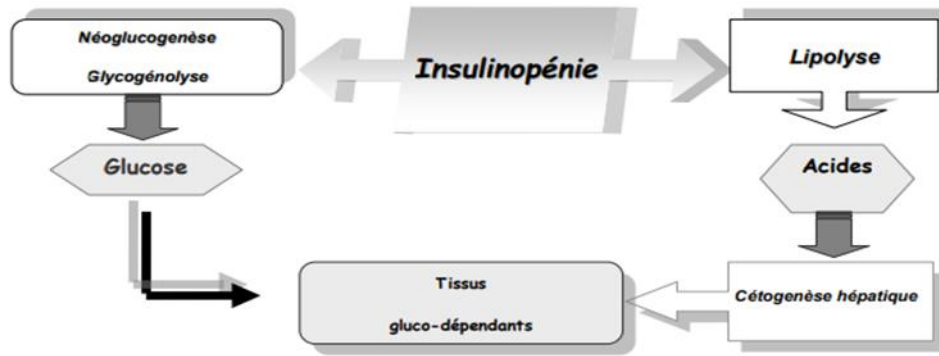 Néoglucogenèse
Glycogénolyse
Insulinopénie
Lipolyse
Glucose
Acides
Tissus
gluco-dépendants
Cétogenèse hépatique